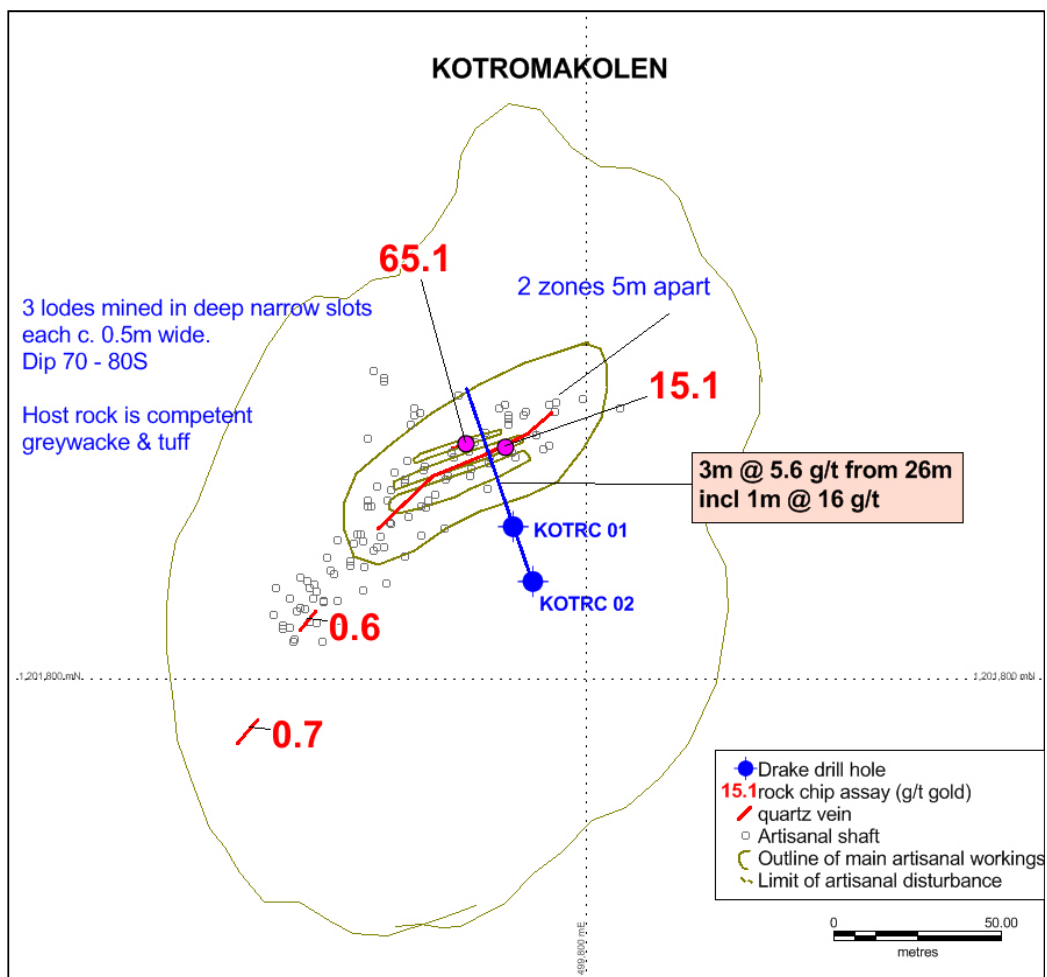 KOTROMAKOLEN
65.1
2 zones 5m apart
3 lodes mined in deep narrow slots
each c. 0.5m wide.
Dip 70 - 80S
Host rock is competent
greywacke & tuff
15.1
3m @ 5.6 g/t from 26m
incl 1m @ 16 g/t
KOTRC 01
KOTRC 02
0.6
1,201,800 mN
1,201,800 mN
0.7
Drake drill hole
15.1 rock chip assay (g/t gold)
quartz vein
Artisanal shaft
Outline of main artisanal workings
Limit of artisanal disturbance
0 50.00
metres
499,800 mE